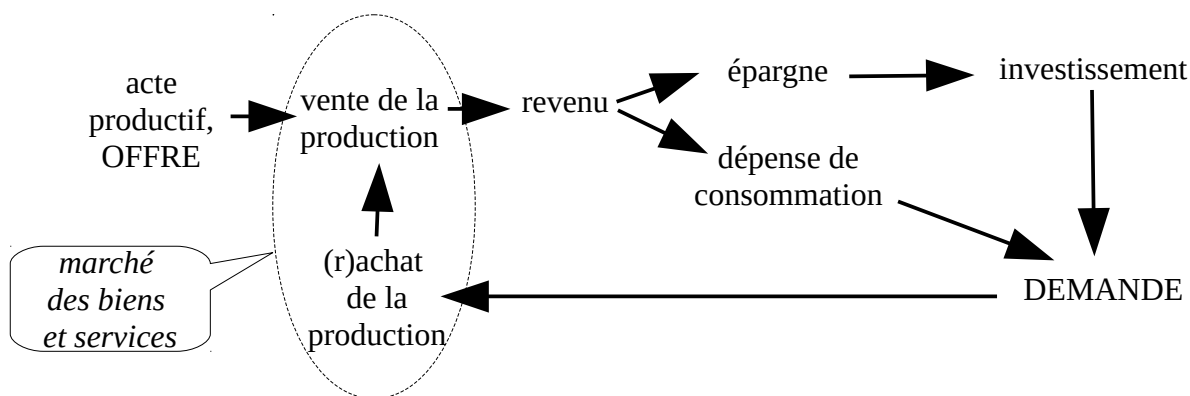 acte
productif,
OFFRE
vente de la
production
revenu
épargne
investissement
dépense de
consommation
DEMANDE
(r)achat
de la
production
marché
des biens
et services